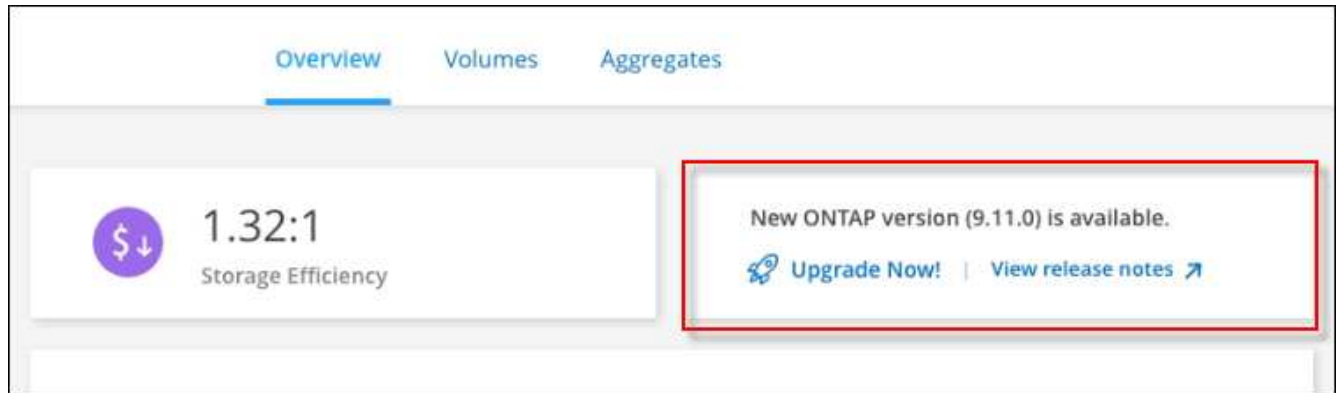 Overview Volumes Aggregates
1.32:1
Storage Efficiency
New ONTAP version (9.11.0) is available.
Upgrade Now! | View release notes